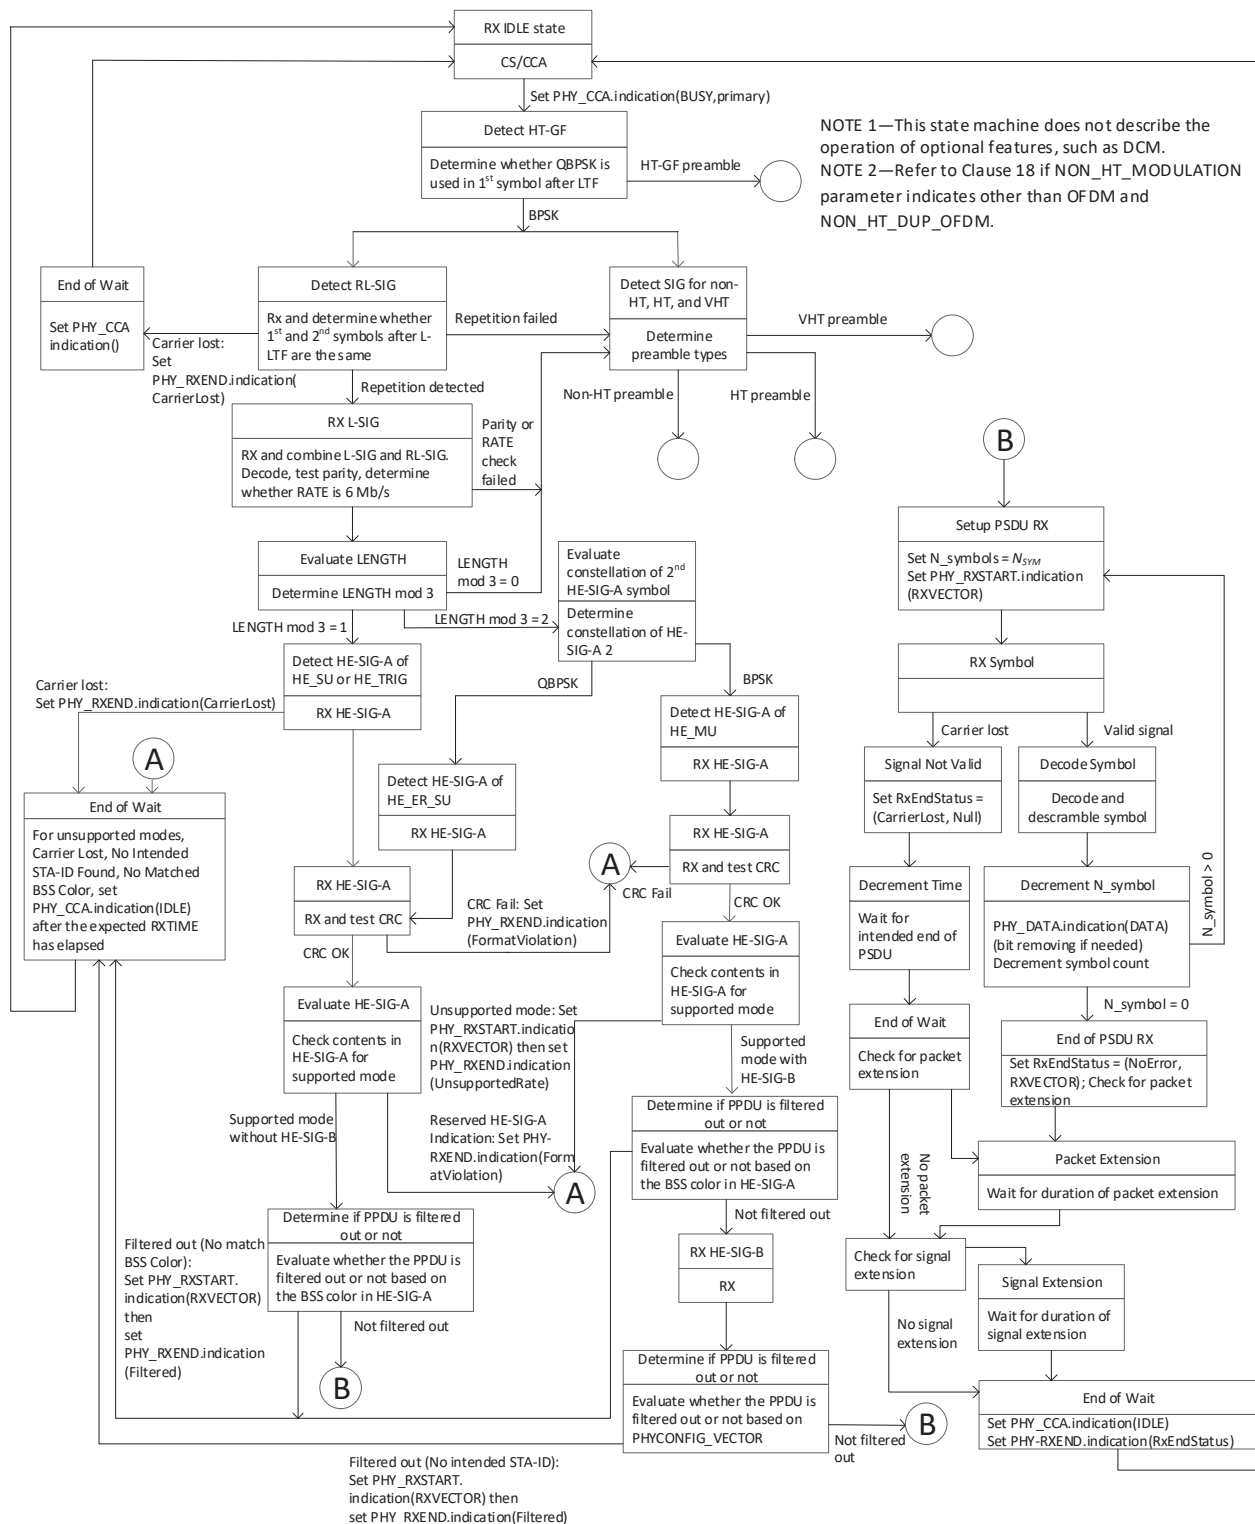 RX IDLE state
CS/CCA
Set PHY_CCA.indication(BUSY,primary)
Detect HT-GF
Determine whether QBPSK is
used in 1st symbol after LTF
HT-GF preamble
NOTE 1—This state machine does not describe the
operation of optional features, such as DCM.
NOTE 2—Refer to Clause 18 if NON_HT_MODULATION
parameter indicates other than OFDM and
NON_HT_DUP_OFDM.
BPSK
End of Wait
Set PHY_CCA
indication()
Detect RL-SIG
Rx and determine whether
1st and 2nd symbols after L-
LTF are the same
Carrier lost:
Set
PHY_RXEND.indication(
CarrierLost)
Repetition failed
Detect SIG for non-
HT, HT, and VHT
Determine
preamble types
VHT preamble
Non-HT preamble
HT preamble
Repetition detected
RX L-SIG
RX and combine L-SIG and RL-SIG.
Decode, test parity, determine
whether RATE is 6 Mb/s
Parity or
RATE
check
failed
Evaluate LENGTH
Determine LENGTH mod 3
LENGTH
mod 3 = 0
LENGTH mod 3 = 1
LENGTH mod 3 = 2
Evaluate
constellation of 2nd
HE-SIG-A symbol
Determine
constellation of HE-
SIG-A 2
QBPSK
BPSK
Detect HE-SIG-A of
HE_SU or HE_TRIG
RX HE-SIG-A
Carrier lost:
Set PHY_RXEND.indication(CarrierLost)
A
End of Wait
For unsupported modes,
Carrier Lost, No Intended
STA-ID Found, No Matched
BSS Color, set
PHY_CCA.indication(IDLE)
after the expected RXTIME
has elapsed
Detect HE-SIG-A of
HE_ER_SU
RX HE-SIG-A
Detect HE-SIG-A of
HE_MU
RX HE-SIG-A
RX HE-SIG-A
RX and test CRC
A
CRC Fail
CRC OK
RX HE-SIG-A
RX and test CRC
CRC Fail: Set
PHY_RXEND.indication
(FormatViolation)
CRC OK
Evaluate HE-SIG-A
Check contents in
HE-SIG-A for
supported mode
Evaluate HE-SIG-A
Check contents in
HE-SIG-A for
supported mode
Unsupported mode: Set
PHY_RXSTART.indicatio
n(RXVECTOR) then set
PHY_RXEND.indication
(UnsupportedRate)
Reserved HE-SIG-A
Indication: Set PHY-
RXEND.indication(For
matViolation)
A
Supported mode
without HE-SIG-B
Supported
mode with
HE-SIG-B
Determine if PPDU is filtered
out or not
Evaluate whether the PPDU is
filtered out or not based on
the BSS color in HE-SIG-A
Not filtered out
B
Filtered out (No match
BSS Color):
Set PHY_RXSTART.
indication(RXVECTOR)
then
set
PHY_RXEND.indication
(Filtered)
Determine if PPDU is filtered
out or not
Evaluate whether the PPDU is
filtered out or not based on
the BSS color in HE-SIG-A
Not filtered out
RX HE-SIG-B
RX
Determine if PPDU is filtered
out or not
Evaluate whether the PPDU is
filtered out or not based on
PHYCONFIG_VECTOR
Not filtered
out
B
Filtered out (No intended STA-ID):
Set PHY_RXSTART.
indication(RXVECTOR) then
set PHY_RXEND.indication(Filtered)
B
Setup PSDU RX
Set N_symbols = NSYM
Set PHY_RXSTART.indication
(RXVECTOR)
RX Symbol
Carrier lost
Valid signal
Signal Not Valid
Set RxEndStatus =
(CarrierLost, Null)
Decode Symbol
Decode and
descramble symbol
Decrement Time
Wait for
intended end of
PSDU
Decrement N_symbol
PHY_DATA.indication(DATA)
(bit removing if needed)
Decrement symbol count
N_symbol > 0
N_symbol = 0
End of Wait
Check for packet
extension
End of PSDU RX
Set RxEndStatus = (NoError,
RXVECTOR); Check for packet
extension
No packet
extension
Packet Extension
Wait for duration of packet extension
Check for signal
extension
Signal Extension
Wait for duration of
signal extension
No signal
extension
End of Wait
Set PHY_CCA.indication(IDLE)
Set PHY-RXEND.indication(RxEndStatus)